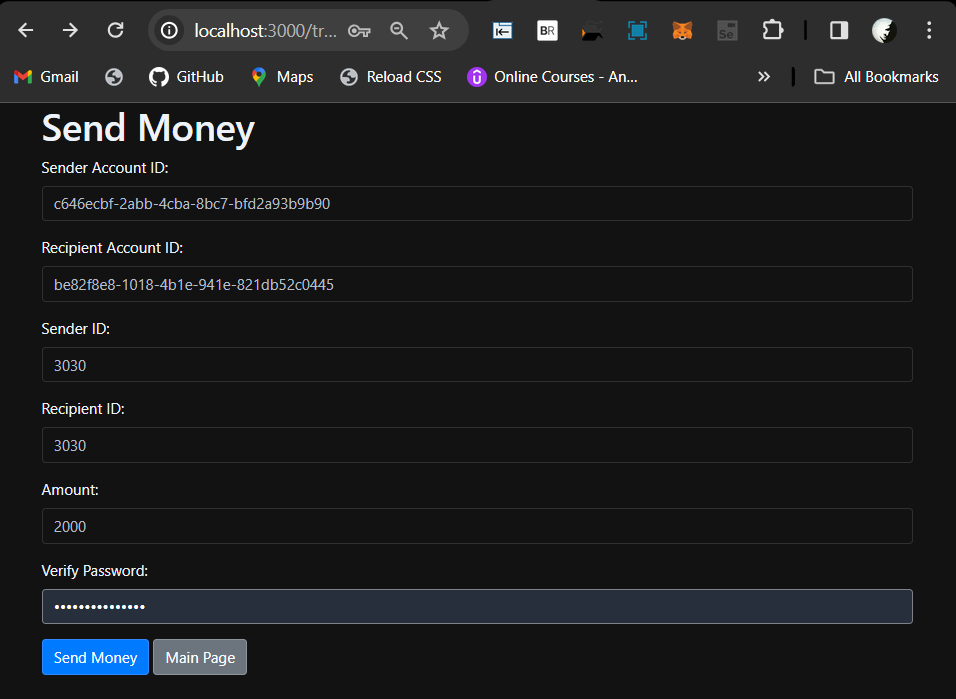 localhost:3000/tr...
BR
Se
Gmail
GitHub
Maps
Reload CSS
Online Courses - An...
All Bookmarks
Send Money
Sender Account ID:
c646ecbf-2abb-4cba-8bc7-bfd2a93b9b90
Recipient Account ID:
be82f8e8-1018-4b1e-941e-821db52c0445
Sender ID:
3030
Recipient ID:
3030
Amount:
2000
Verify Password:
•••••••••••••••
Send Money Main Page